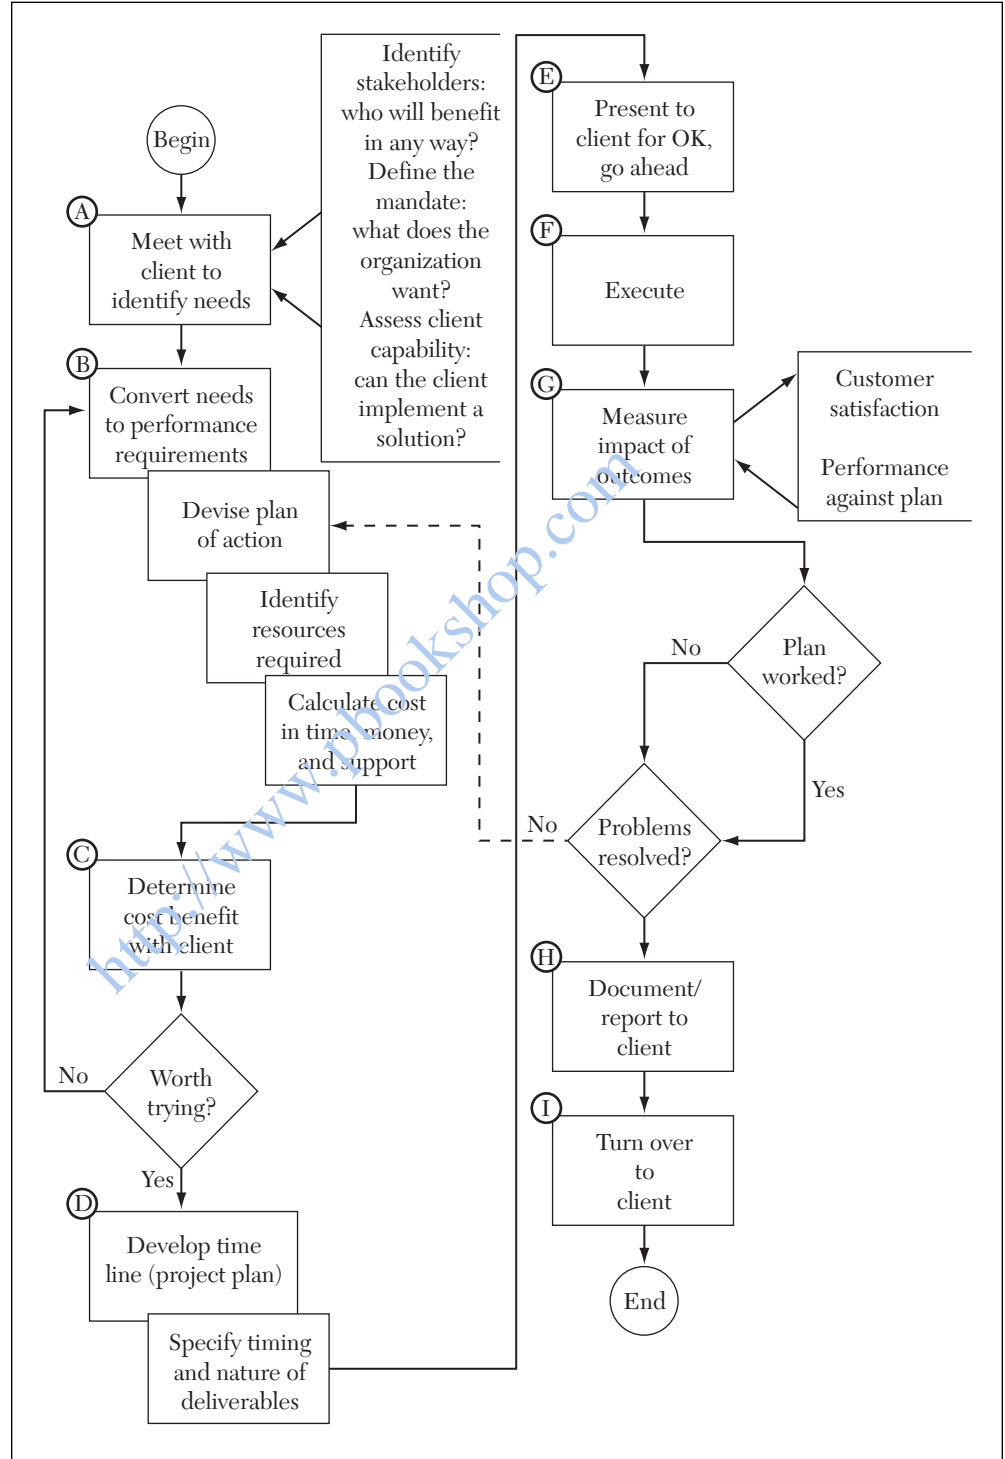 Begin
A
Meet with
client to
identify needs
Identify
stakeholders:
who will benefit
in any way?
Define the
mandate:
what does the
organization
want?
Assess client
capability:
can the client
implement a
solution?
B
Convert needs
to performance
requirements
Devise plan
of action
Identify
resources
required
Calculate cost
in time, money,
and support
C
Determine
cost benefit
with client
Worth
trying?
No
Yes
D
Develop time
line (project plan)
Specify timing
and nature of
deliverables
E
Present to
client for OK,
go ahead
F
Execute
G
Measure
impact of
outcomes
Customer
satisfaction
Performance
against plan
Plan
worked?
No
Yes
Problems
resolved?
No
H
Document/
report to
client
I
Turn over
to
client
End
http://www.pbookshop.com